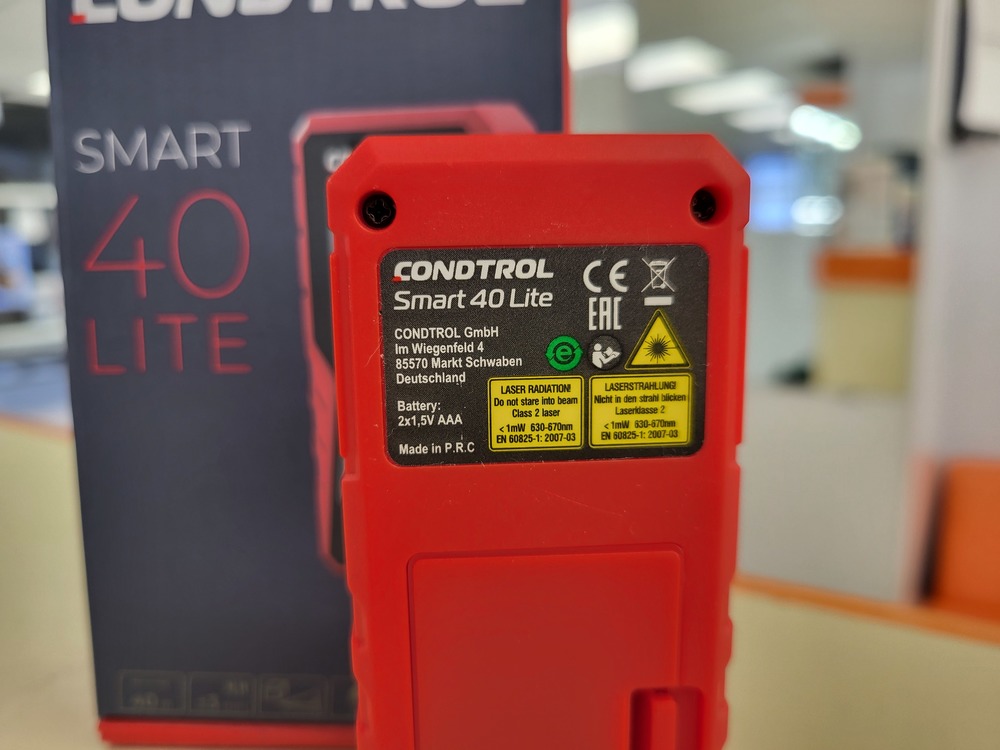 CONDTROL
SMART
40
LITE
CONDTROL
Smart 40 Lite
CE
EAC
CONDTROL GmbH
Im Wiegenfeld 4
85570 Markt Schwaben
Deutschland
e
Battery:
2x1,5V AAA
Made in P.R.C
LASER RADIATION!
Do not stare into beam
Class 2 laser
<1mW 630-670nm
EN 60825-1: 2007-03
LASERSTRAHLUNG!
Nicht in den strahl blicken
Laserklasse 2
<1mW 630-670nm
EN 60825-1: 2007-03